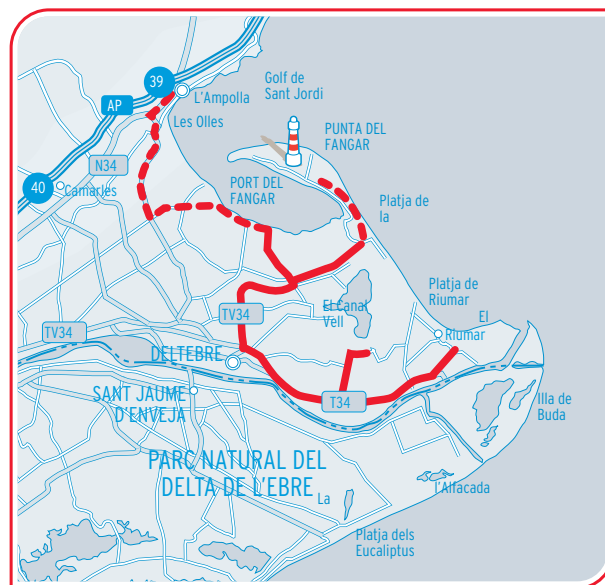 39
Golf de
Sant Jordi
L'Ampolla
AP
Les Olles
PUNTA DEL
FANGAR
N34
40
Camarles
PORT DEL
FANGAR
Platja de
la
Platja de
Riumar
El Canal
Vell
TV34
El
TV34
Riumar
DELTEBRE
SANT JAUME
D'ENVEJA
T34
Illa de
Buda
PARC NATURAL DEL
DELTA DE L'EBRE
La
l'Alfacada
Platja dels
Eucaliptus